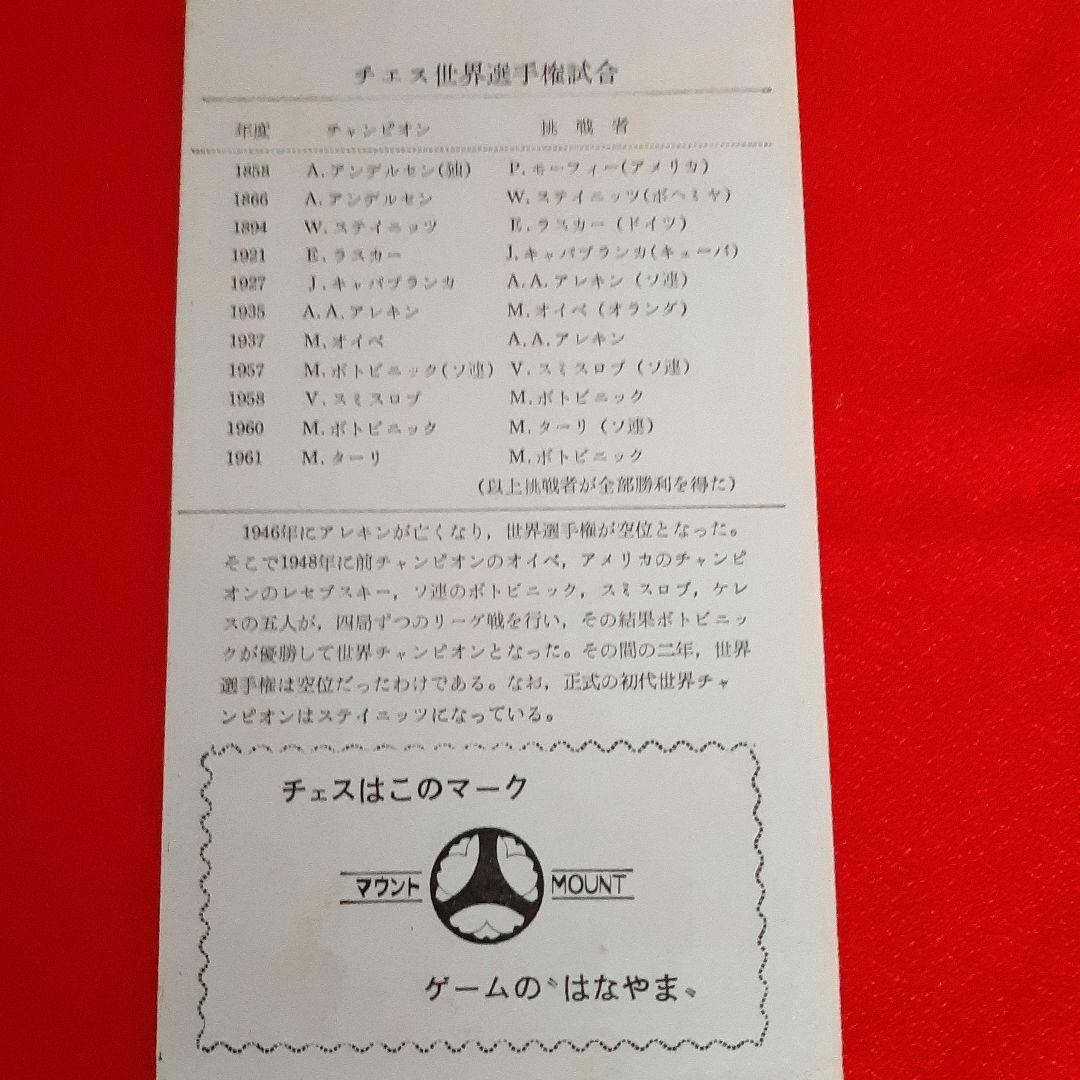 チェス世界選手権試合
年度 チャンピオン 挑戦者
1858 A.アンデルセン(独) P.モーフィー(アメリカ)
1866 A.アンデルセン W.ステイニッツ(ボヘミヤ)
1894 W.ステイニッツ E.ラスカー(ドイツ)
1921 E.ラスカー J.キャパブランカ(キューバ)
1927 J.キャパブランカ A.A.アレキン(ソ連)
1935 A.A.アレキン M.オイベ(オランダ)
1937 M.オイベ A.A.アレキン
1957 M.ボトビニック(ソ連) V.スミスロブ(ソ連)
1958 V.スミスロブ M.ボトビニック
1960 M.ボトビニック M.ターリ(ソ連)
1961 M.ターリ M.ボトビニック
(以上挑戦者が全部勝利を得た)
1946年にアレキンが亡くなり，世界選手権が空位となった。
そこで1948年に前チャンピオンのオイベ，アメリカのチャンピ
オンのレセブスキー，ソ連のボトビニック，スミスロブ，ケレ
スの五人が，四局ずつのリーグ戦を行い，その結果ボトビニッ
クが優勝して世界チャンピオンとなった。その間の二年，世界
選手権は空位だったわけである。なお，正式の初代世界チャ
ンピオンはステイニッツになっている。
チェスはこのマーク
マウント MOUNT
ゲームの〝はなやま〟